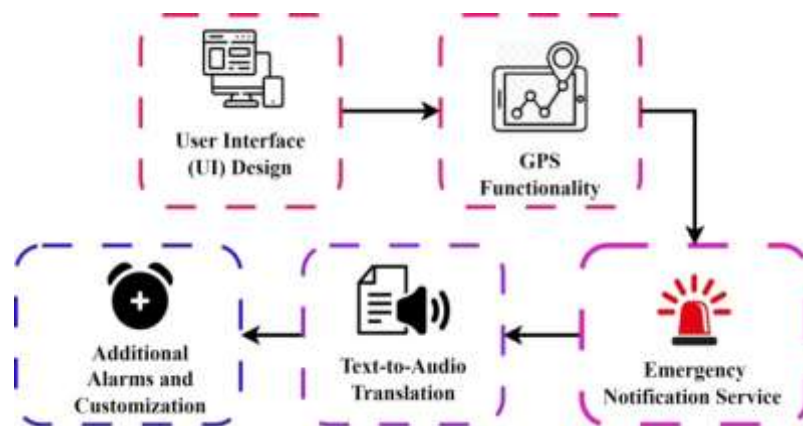 User Interface
(UI) Design
GPS
Functionality
Emergency
Notification Service
Text-to-Audio
Translation
Additional
Alarms and
Customization